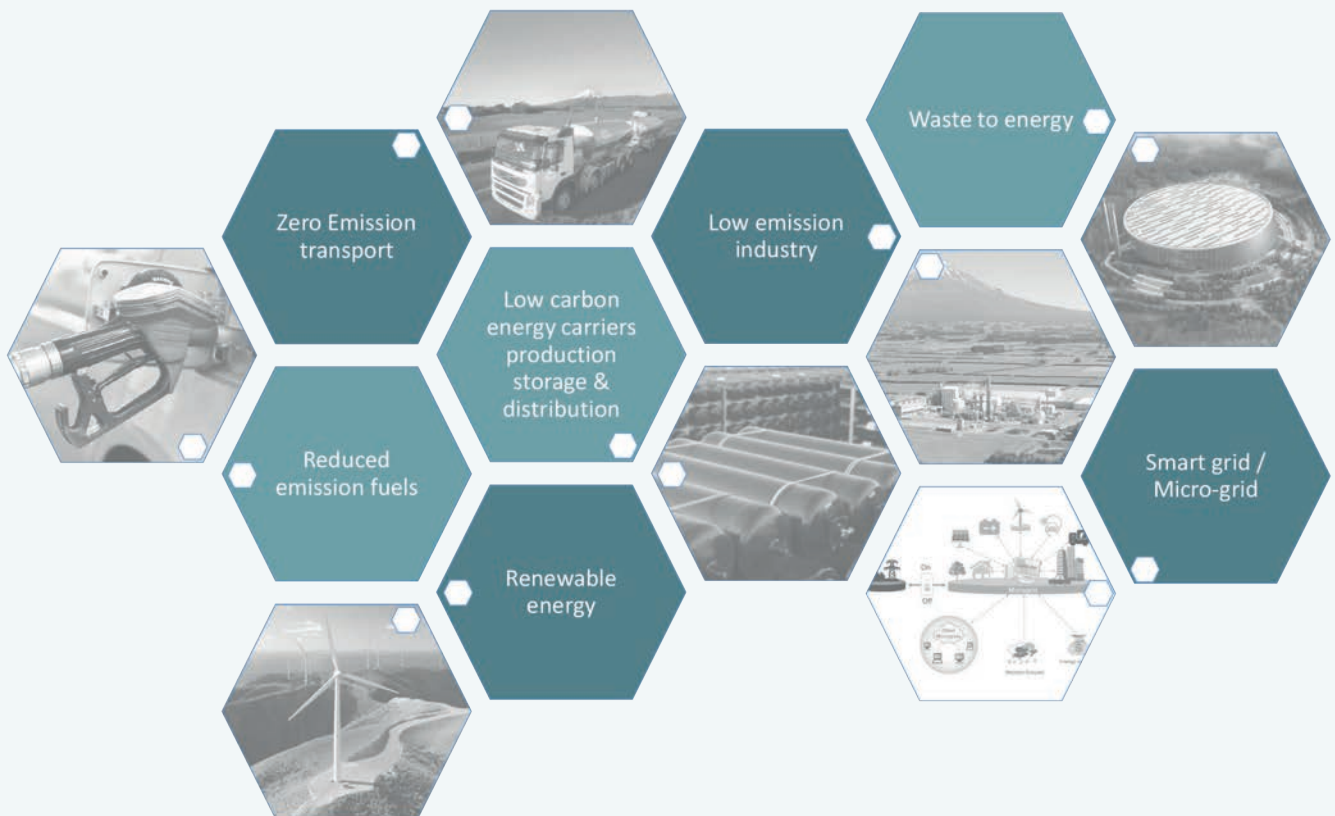 Waste to energy
Zero Emission
transport
Low emission
industry
Low carbon
energy carriers
production
storage &
distribution
Reduced
emission fuels
Smart grid /
Micro-grid
Renewable
energy